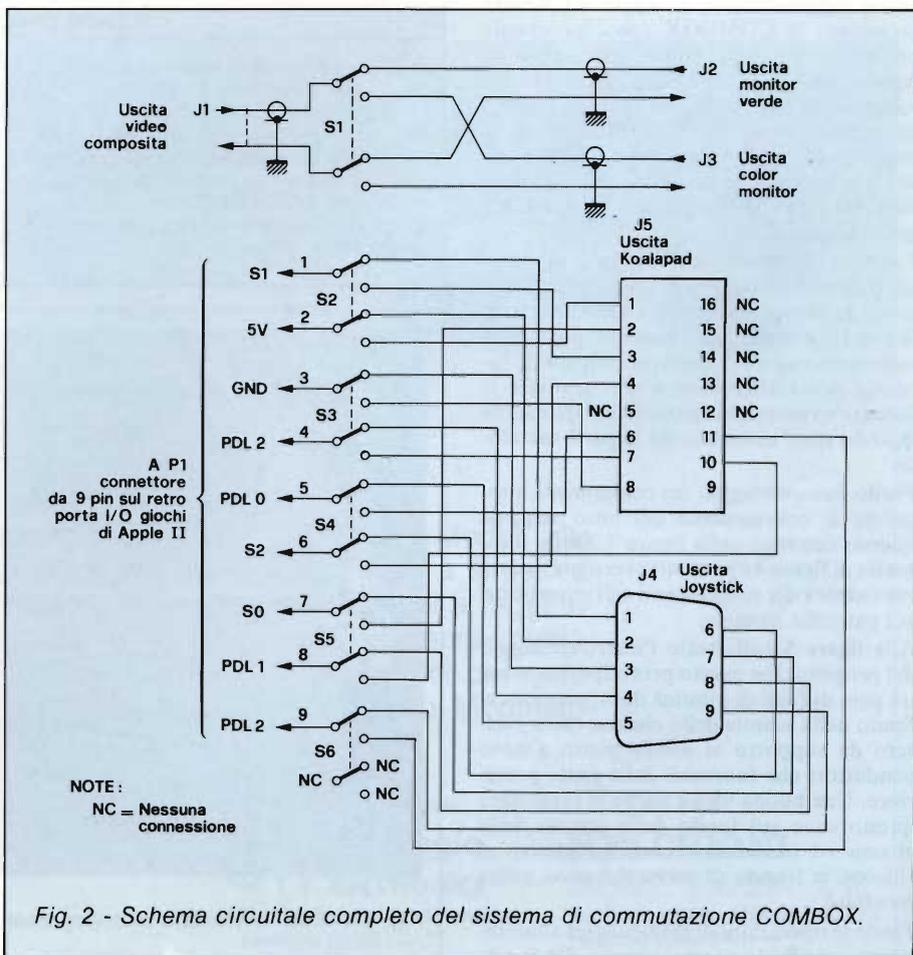 Uscita
video
composita
J1
S1
J2
Uscita
monitor
verde
J3
Uscita
color
monitor
J5
Uscita
Koalapad
1
2
3
4
5
6
7
8
16
15
14
13
12
11
10
9
NC
NC
NC
NC
NC
NC
S1
1
S2
5V
2
GND
3
S3
PDL 2
4
PDL 0
5
S4
S2
6
S0
7
S5
PDL 1
8
PDL 2
9
S6
NC
NC
NC
A P1
connettore
da 9 pin sul retro
porta I/O giochi
di Apple II
J4
Uscita
Joystick
1
2
3
4
5
6
7
8
9
NOTE :
NC = Nessuna
connessione
Fig. 2 - Schema circuitale completo del sistema di commutazione COMBOX.